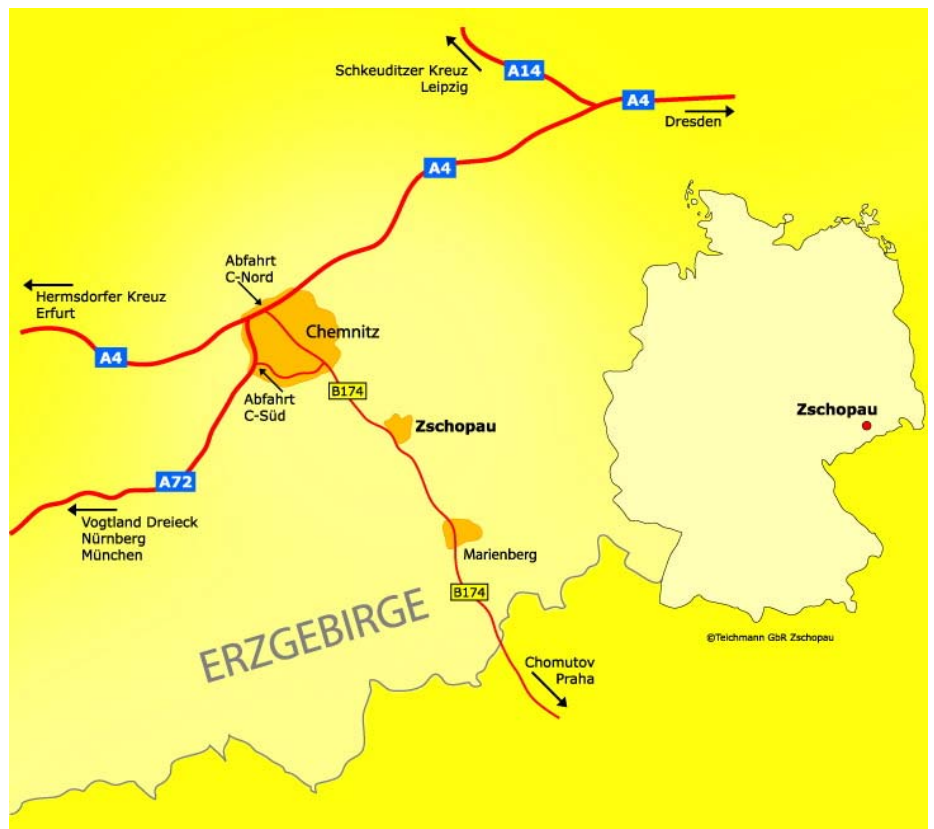 Schkeuditzer Kreuz
Leipzig
A14
A4
Dresden
A4
Abfahrt
C-Nord
Hermsdorfer Kreuz
Erfurt
Chemnitz
A4
Abfahrt
C-Süd
B174
Zschopau
Zschopau
A72
Vogtland Dreieck
Nürnberg
München
Marienberg
B174
ERZGEBIRGE
©Teichmann GbR Zschopau
Chomutov
Praha